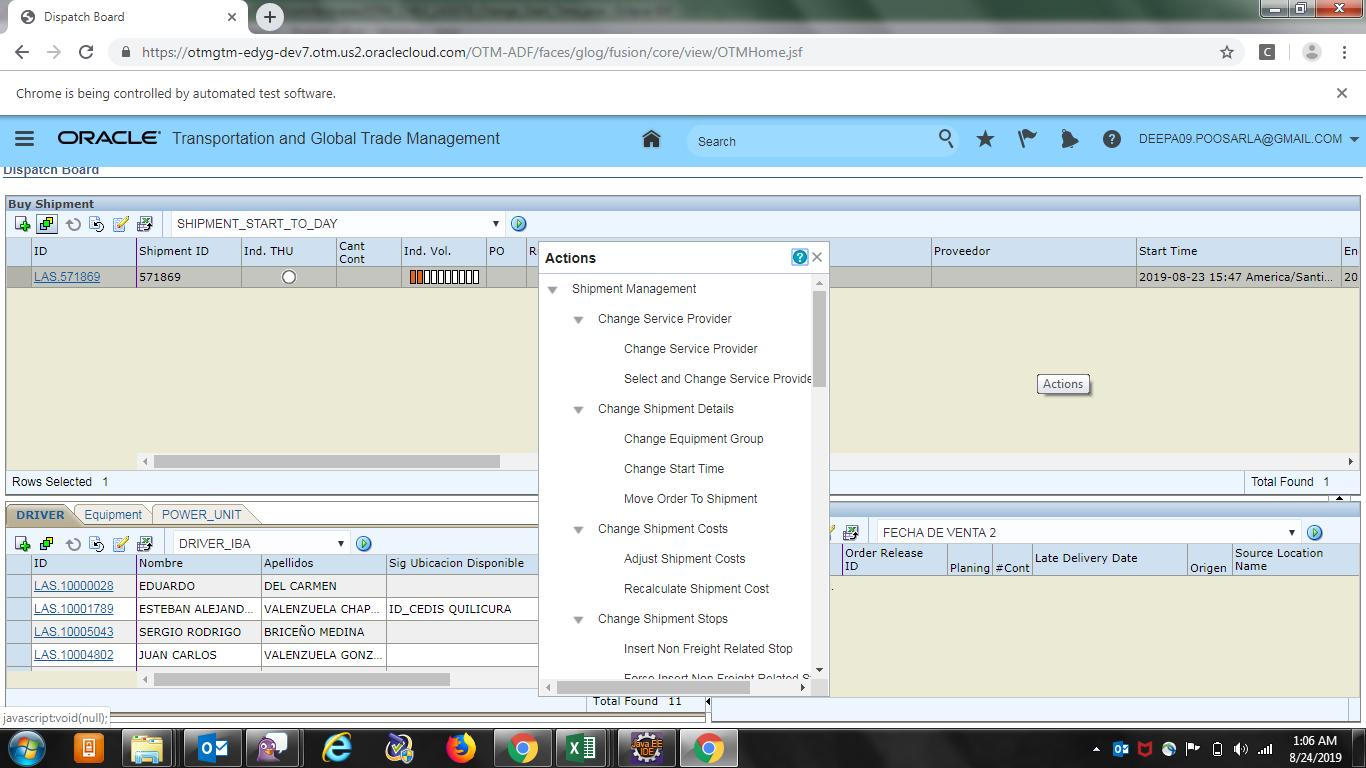 Dispatch Board
https://otmgtm-edyg-dev7.otm.us2.oraclecloud.com/OTM-ADF/faces/glog/fusion/core/view/OTMHome.jsf
C
Chrome is being controlled by automated test software.
ORACLE Transportation and Global Trade Management
Search
DEEPA09.POOSARLA@GMAIL.COM
Dispatch Board
Buy Shipment
SHIPMENT_START_TO_DAY
ID Shipment ID Ind. THU Cant Cont Ind. Vol. PO Proveedor Start Time
LAS.571869 571869 2019-08-23 15:47 America/Santi...
Rows Selected 1
Total Found 1
Actions
Shipment Management
Change Service Provider
Change Service Provider
Select and Change Service Provide
Change Shipment Details
Change Equipment Group
Change Start Time
Move Order To Shipment
Change Shipment Costs
Adjust Shipment Costs
Recalculate Shipment Cost
Change Shipment Stops
Insert Non Freight Related Stop
Force Insert Non Freight Related S
Actions
DRIVER Equipment POWER_UNIT
DRIVER_IBA
ID Nombre Apellidos Sig Ubicacion Disponible
LAS.10000028 EDUARDO DEL CARMEN
LAS.10001789 ESTEBAN ALEJAND... VALENZUELA CHAP... ID_CEDIS QUILICURA
LAS.10005043 SERGIO RODRIGO BRICEÑO MEDINA
LAS.10004802 JUAN CARLOS VALENZUELA GONZ...
Total Found 11
FECHA DE VENTA 2
Order Release ID Planing #Cont Late Delivery Date Origen Source Location Name
javascript:void(null);
Java EE IDE
1:06 AM
8/24/2019